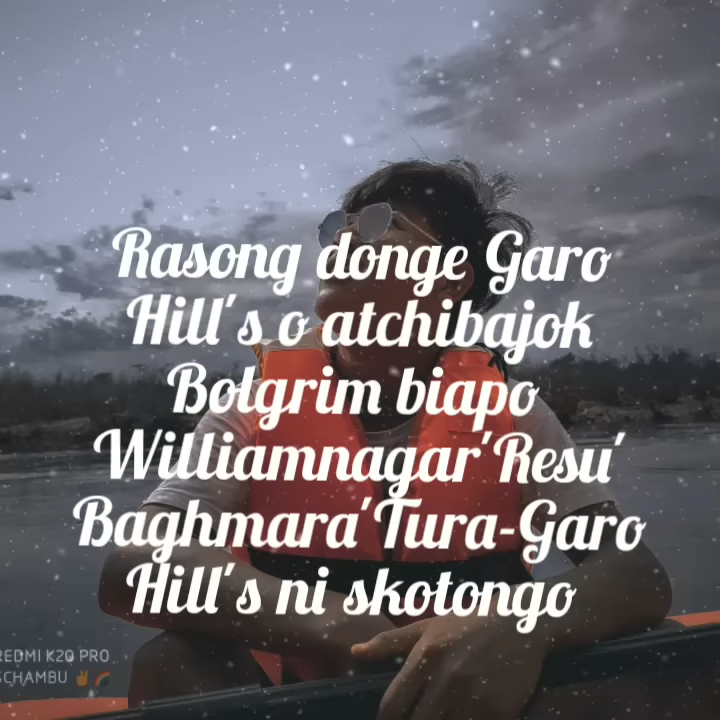 Rasong donge Garo
Hill's o atchibajok
Bolgrim biapo
Williamnagar'Resu'
Baghmara'Tura-Garo
Hill's ni skotongo
REDMI K20 PRO
SCHAMBU ✌️